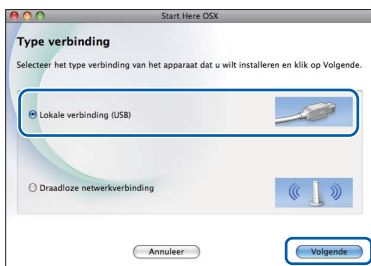 Start Here OSX
Type verbinding
Selecteer het type verbinding van het apparaat dat u wilt installeren en klik op Volgende.
Lokale verbinding (USB)
Draadloze netwerkverbinding
Annuleer
Volgende